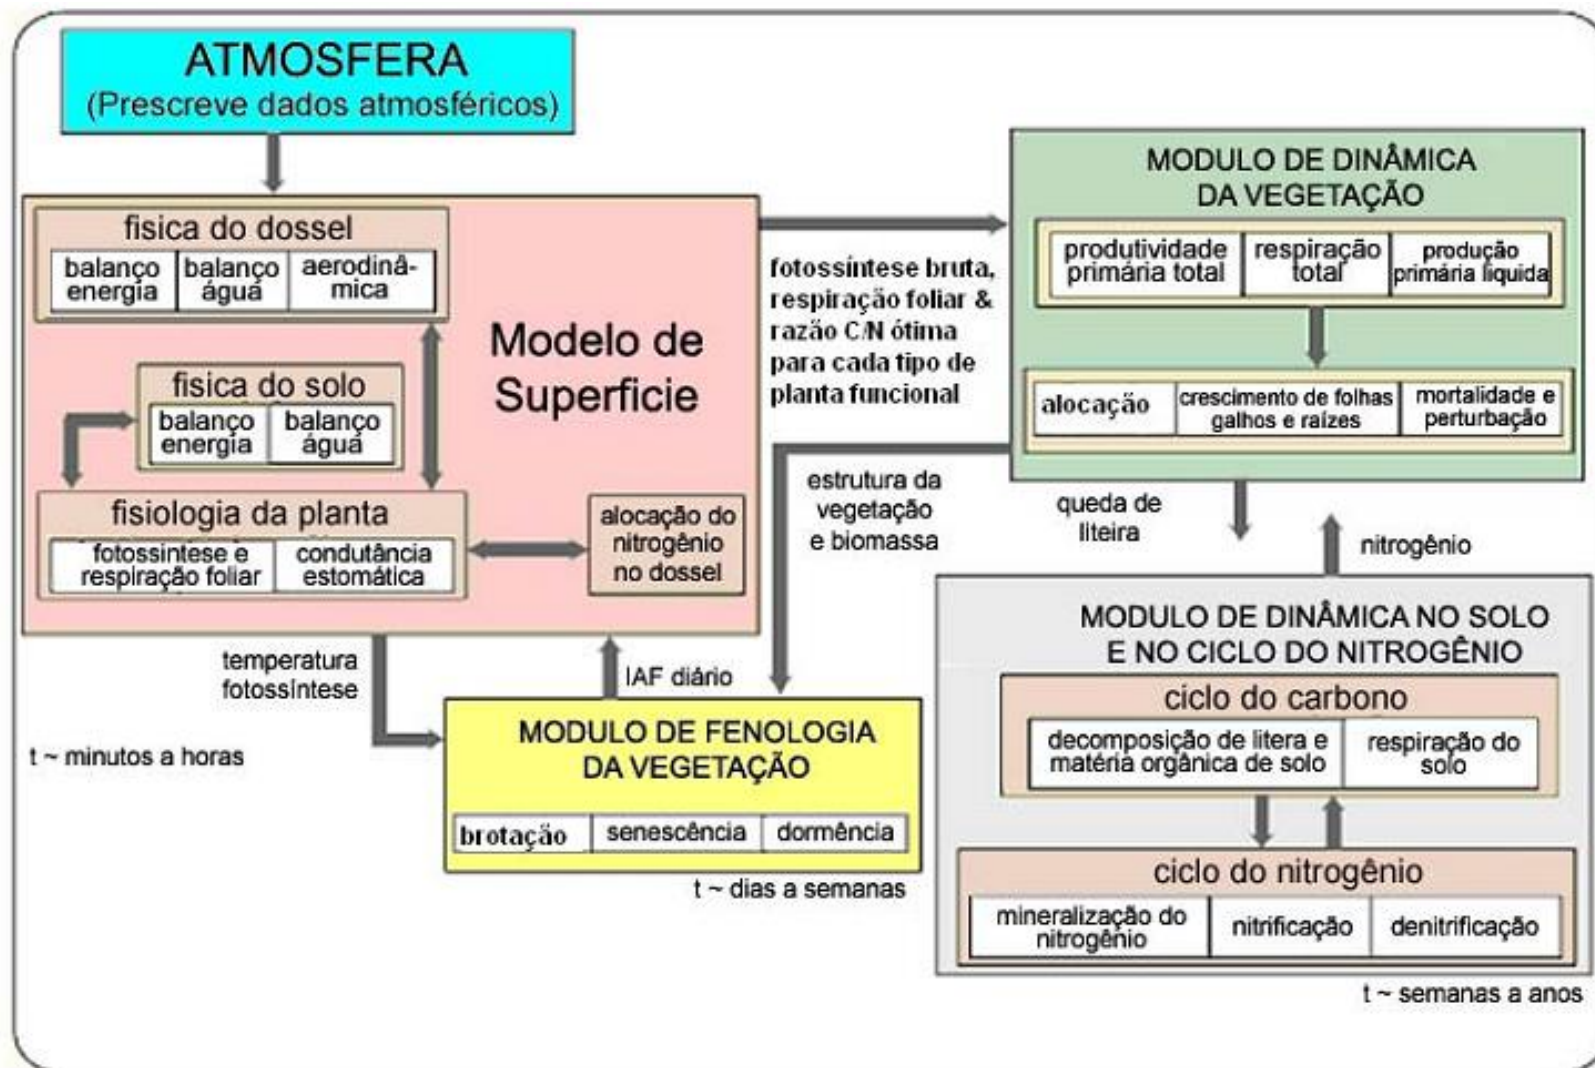 ATMOSFERA
(Prescreve dados atmosféricos)
fisica do dossel
balanço
energia
balanço
água
aerodinâ-
mica
fisica do solo
balanço
energia
balanço
água
Modelo de
Superficie
fisiologia da planta
fotossíntese e
respiração foliar
condutância
estomática
alocação do
nitrogênio
no dossel
fotossíntese bruta,
respiração foliar &
razão C/N ótima
para cada tipo de
planta funcional
MODULO DE DINÂMICA
DA VEGETAÇÃO
produtividade
primária total
respiração
total
produção
primária líquida
alocação
crescimento de folhas
galhos e raízes
mortalidade e
perturbação
estrutura da
vegetação
e biomassa
queda de
liteira
nitrogênio
temperatura
fotossíntese
IAF diário
t ~ minutos a horas
MODULO DE FENOLOGIA
DA VEGETAÇÃO
brotação
senescência
dormência
t ~ dias a semanas
MODULO DE DINÂMICA NO SOLO
E NO CICLO DO NITROGÊNIO
ciclo do carbono
decomposição de litera e
matéria orgânica de solo
respiração do
solo
ciclo do nitrogênio
mineralização do
nitrogênio
nitrificação
denitrificação
t ~ semanas a anos